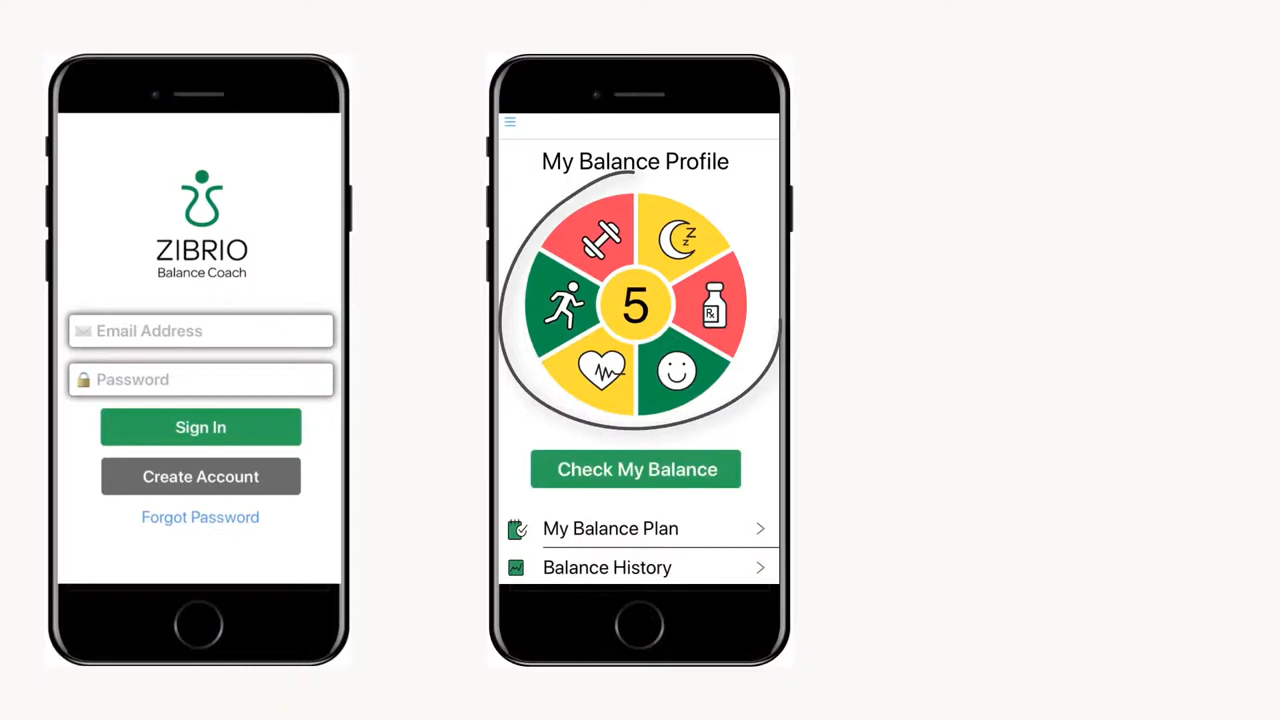 ZIBRIO
Balance Coach
Email Address
Password
Sign In
Create Account
Forgot Password
My Balance Profile
z
z
Rx
5
Check My Balance
My Balance Plan
Balance History